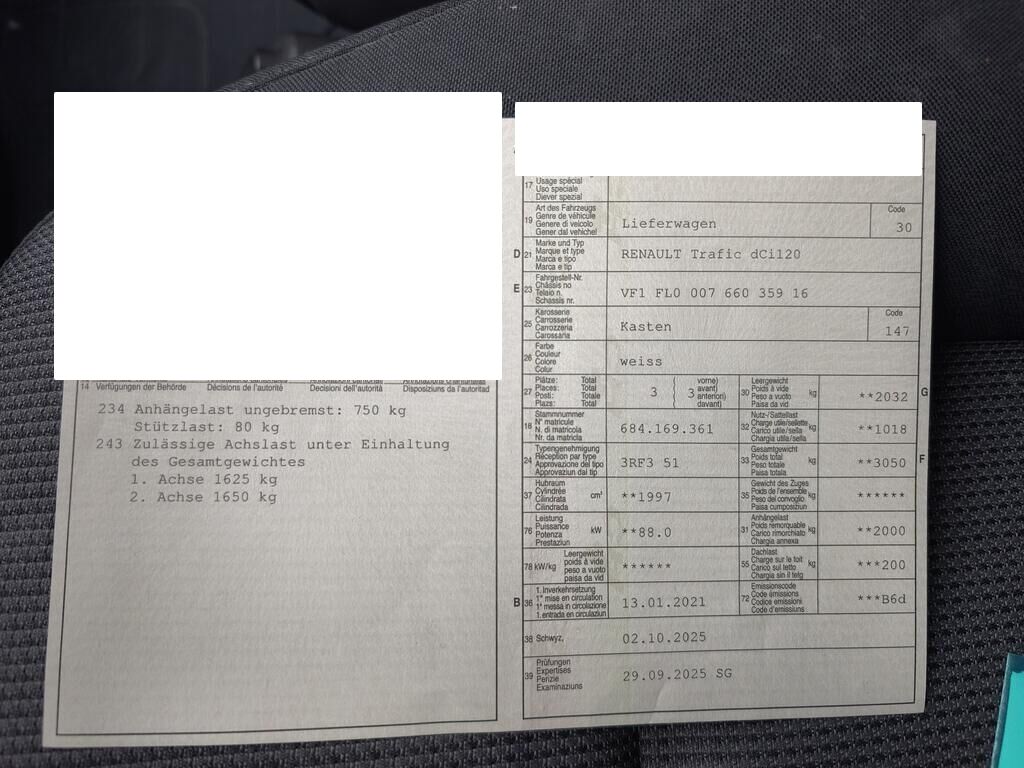 14 Verfügungen der Behörde Décisions de l'autorité Decisioni dell'autorità Disposiziuns da l'autoritad
234 Anhängelast ungebremst: 750 kg
Stützlast: 80 kg
243 Zulässige Achslast unter Einhaltung
des Gesamtgewichtes
1. Achse 1625 kg
2. Achse 1650 kg
17
Usage spécial
Uso speciale
Diever spezial
19
Art des Fahrzeugs
Genre de véhicule
Genere di veicolo
Gener dal vehichel
Lieferwagen
Code
30
D 21
Marke und Typ
Marque et type
Marca e tipo
Marca e tip
RENAULT Trafic dCi120
E 23
Fahrgestell-Nr.
Châssis no
Telaio n.
Schassis nr.
VF1 FL0 007 660 359 16
25
Karosserie
Carrosserie
Carrozzeria
Carossaria
Kasten
Code
147
26
Farbe
Couleur
Colore
Colur
weiss
27
Plätze: Total
Places: Total
Posti: Totale
Plazs: Total
3 ( 3
vorne)
avant)
anteriori)
davant)
30
Leergewicht
Poids à vide
Peso a vuoto
Paisa da vid
kg
**2032
G
18
Stammnummer
N° matricule
N. di matricola
Nr. da matricla
684.169.361
32
Nutz-/Sattellast
Charge utile/sellette
Carico utile/sella
Chargia utila/sella
kg
**1018
24
Typengenehmigung
Réception par type
Approvazione del tipo
Approvaziun dal tip
3RF3 51
33
Gesamtgewicht
Poids total
Peso totale
Paisa totala
kg
**3050
F
37
Hubraum
Cylindrée
Cilindrata
Cilindrada
cm³
**1997
35
Gewicht des Zuges
Poids de l'ensemble
Peso del convoglio
Paisa cumposiziun
kg
******
76
Leistung
Puissance
Potenza
Prestaziun
kW
**88.0
31
Anhängelast
Poids remorquable
Carico rimorchiato
Chargia annexa
kg
**2000
78 kW/kg
Leergewicht
poids à vide
peso a vuoto
paisa da vid
******
55
Dachlast
Charge sur le toit
Carico sul tetto
Chargia sin il tetg
kg
***200
B 36
1. Inverkehrsetzung
1re mise en circulation
1a messa in circolazione
1. entrada en circulaziun
13.01.2021
72
Emissionscode
Code émissions
Codice emissioni
Code d'emissiuns
***B6d
38 Schwyz.
02.10.2025
39
Prüfungen
Expertises
Perizie
Examinaziuns
29.09.2025 SG